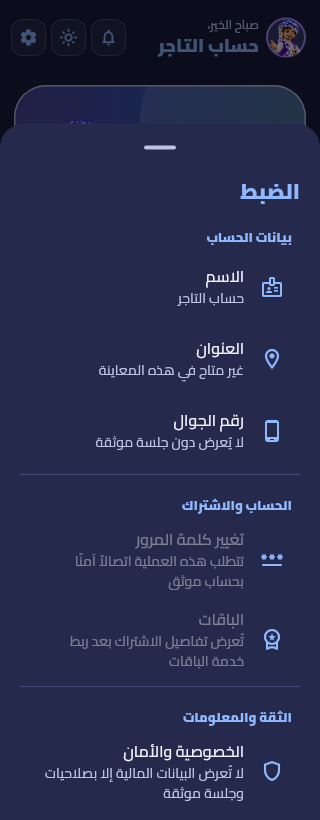 صباح الخير،
حساب التاجر
الضبط
بيانات الحساب
الاسم
حساب التاجر
العنوان
غير متاح في هذه المعاينة
رقم الجوال
لا يُعرض دون جلسة موثقة
الحساب والاشتراك
تغيير كلمة المرور
تتطلب هذه العملية اتصالًا آمنًا
بحساب موثق
الباقات
تُعرض تفاصيل الاشتراك بعد ربط
خدمة الباقات
الثقة والمعلومات
الخصوصية والأمان
لا تُعرض البيانات المالية إلا بصلاحيات
وجلسة موثقة